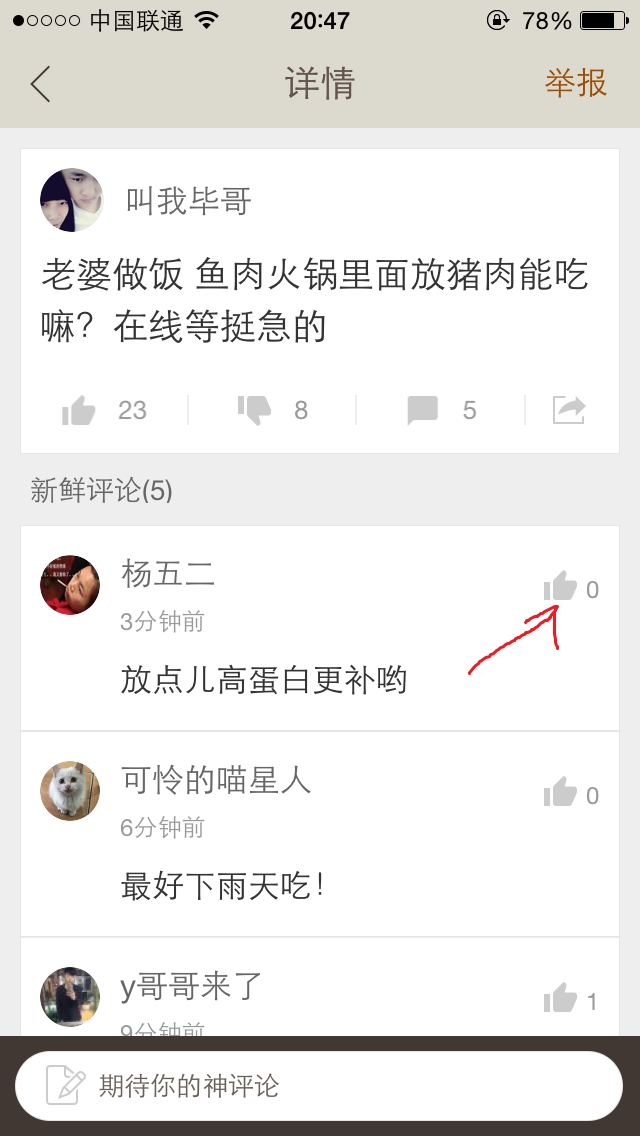 中国联通 20:47 78%
详情 举报
叫我毕哥
老婆做饭 鱼肉火锅里面放猪肉能吃
嘛？在线等挺急的
23 8 5
新鲜评论(5)
杨五二
0
3分钟前
放点儿高蛋白更补哟
可怜的喵星人
0
6分钟前
最好下雨天吃！
y哥哥来了
1
9分钟前
期待你的神评论